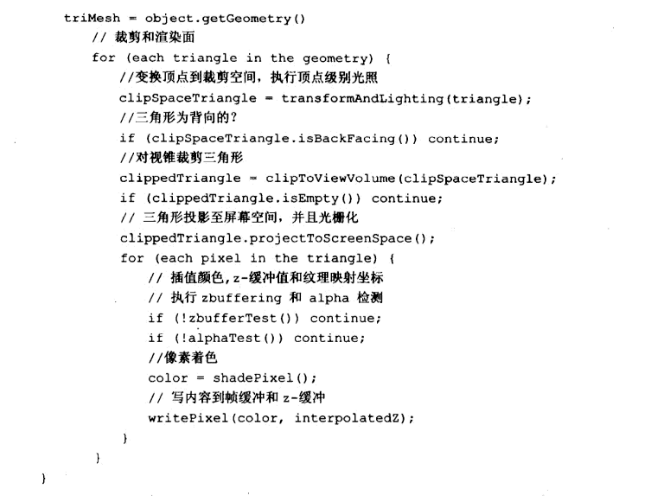 triMesh = object.getGeometry()
// 裁剪和渲染面
for (each triangle in the geometry) {
//变换顶点到裁剪空间，执行顶点级别光照
clipSpaceTriangle = transformAndLighting(triangle);
//三角形为背向的?
if (clipSpaceTriangle.isBackFacing()) continue;
//对视锥裁剪三角形
clippedTriangle = clipToViewVolume(clipSpaceTriangle);
if (clippedTriangle.isEmpty()) continue;
// 三角形投影至屏幕空间，并且光栅化
clippedTriangle.projectToScreenSpace();
for (each pixel in the triangle) {
// 插值颜色,z-缓冲值和纹理映射坐标
// 执行 zbuffering 和 alpha 检测
if (!zbufferTest()) continue;
if (!alphaTest()) continue;
//像素着色
color = shadePixel();
// 写内容到帧缓冲和 z-缓冲
writePixel(color, interpolatedZ);
}
}
}